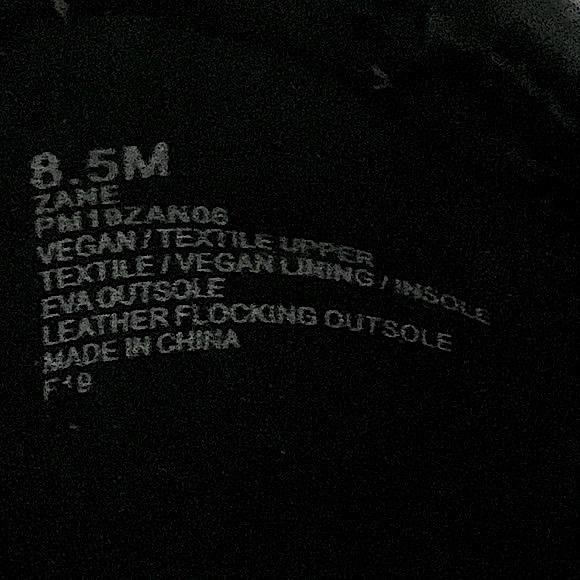 8.5M
ZANE
PM19ZAN06
VEGAN / TEXTILE UPPER
TEXTILE / VEGAN LINING / INSOLE
EVA OUTSOLE
LEATHER FLOCKING OUTSOLE
MADE IN CHINA
F19